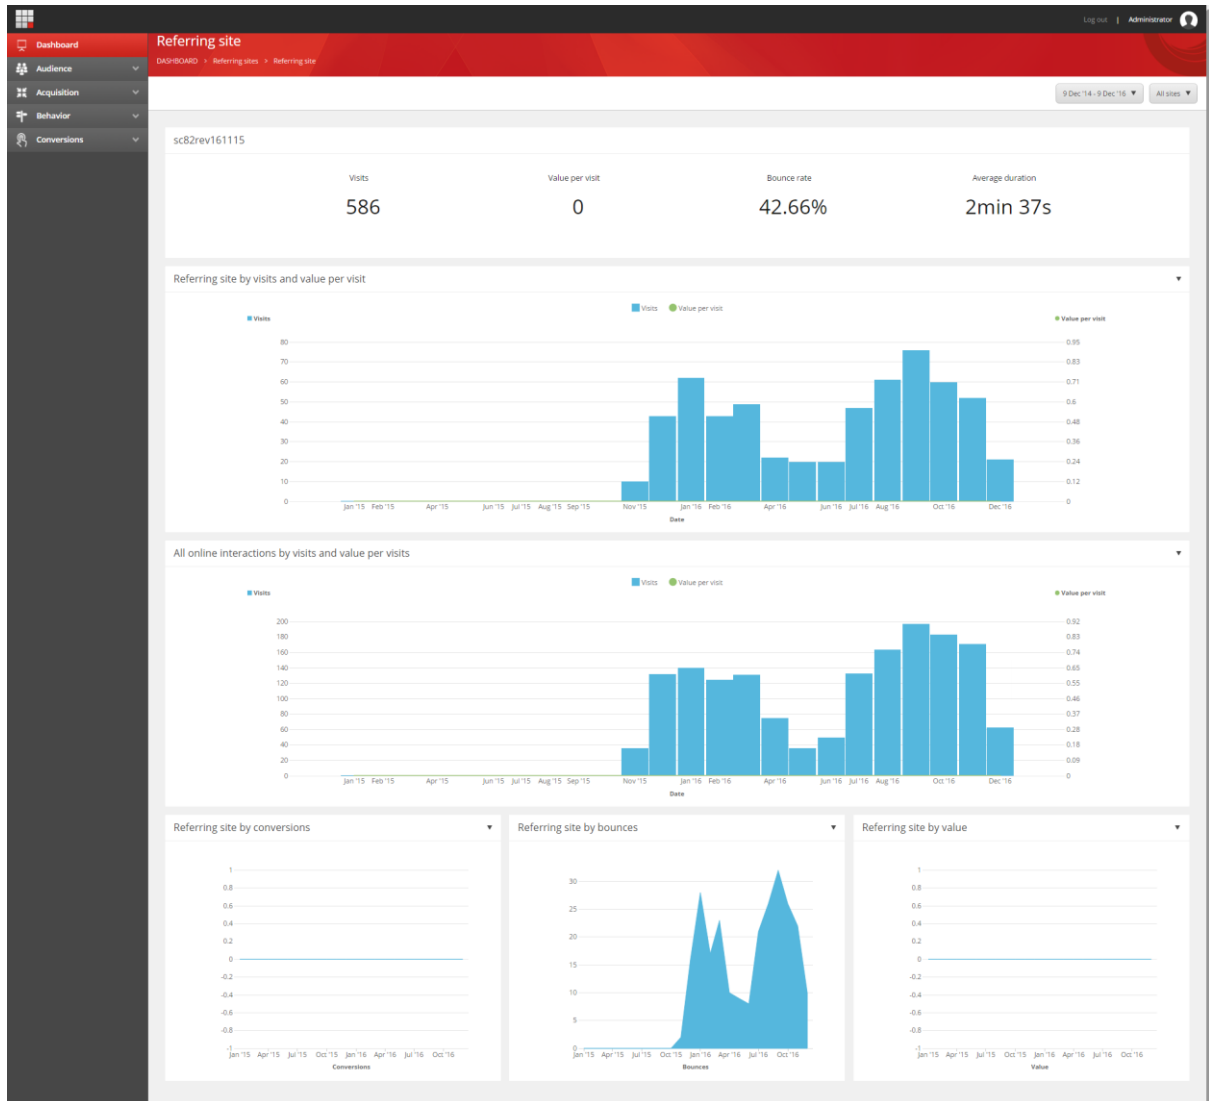 Log out | Administrator
Dashboard
Audience
Acquisition
Behavior
Conversions
Referring site
DASHBOARD > Referring sites > Referring site
9 Dec '14 - 9 Dec '16 ▼ All sites ▼
sc82rev161115
Visits Value per visit Bounce rate Average duration
586 0 42.66% 2min 37s
Referring site by visits and value per visit
Visits Value per visit
Visits Value per visit
80 0.95
70 0.83
60 0.71
50 0.6
40 0.48
30 0.36
20 0.24
10 0.12
0 0
Jan '15 Feb '15 Apr '15 Jun '15 Jul '15 Aug '15 Sep '15 Nov '15 Jan '16 Feb '16 Apr '16 Jun '16 Jul '16 Aug '16 Oct '16 Dec '16
Date
All online interactions by visits and value per visits
Visits Value per visit
Visits Value per visit
200 0.92
180 0.83
160 0.74
140 0.65
120 0.55
100 0.46
80 0.37
60 0.28
40 0.18
20 0.09
0 0
Jan '15 Feb '15 Apr '15 Jun '15 Jul '15 Aug '15 Sep '15 Nov '15 Jan '16 Feb '16 Apr '16 Jun '16 Jul '16 Aug '16 Oct '16 Dec '16
Date
Referring site by conversions
1
0.8
0.6
0.4
0.2
0
-0.2
-0.4
-0.6
-0.8
-1
Jan '15 Apr '15 Jul '15 Oct '15 Jan '16 Apr '16 Jul '16 Oct '16
Conversions
Referring site by bounces
30
25
20
15
10
5
0
Jan '15 Apr '15 Jul '15 Oct '15 Jan '16 Apr '16 Jul '16 Oct '16
Bounces
Referring site by value
1
0.8
0.6
0.4
0.2
0
-0.2
-0.4
-0.6
-0.8
-1
Jan '15 Apr '15 Jul '15 Oct '15 Jan '16 Apr '16 Jul '16 Oct '16
Value